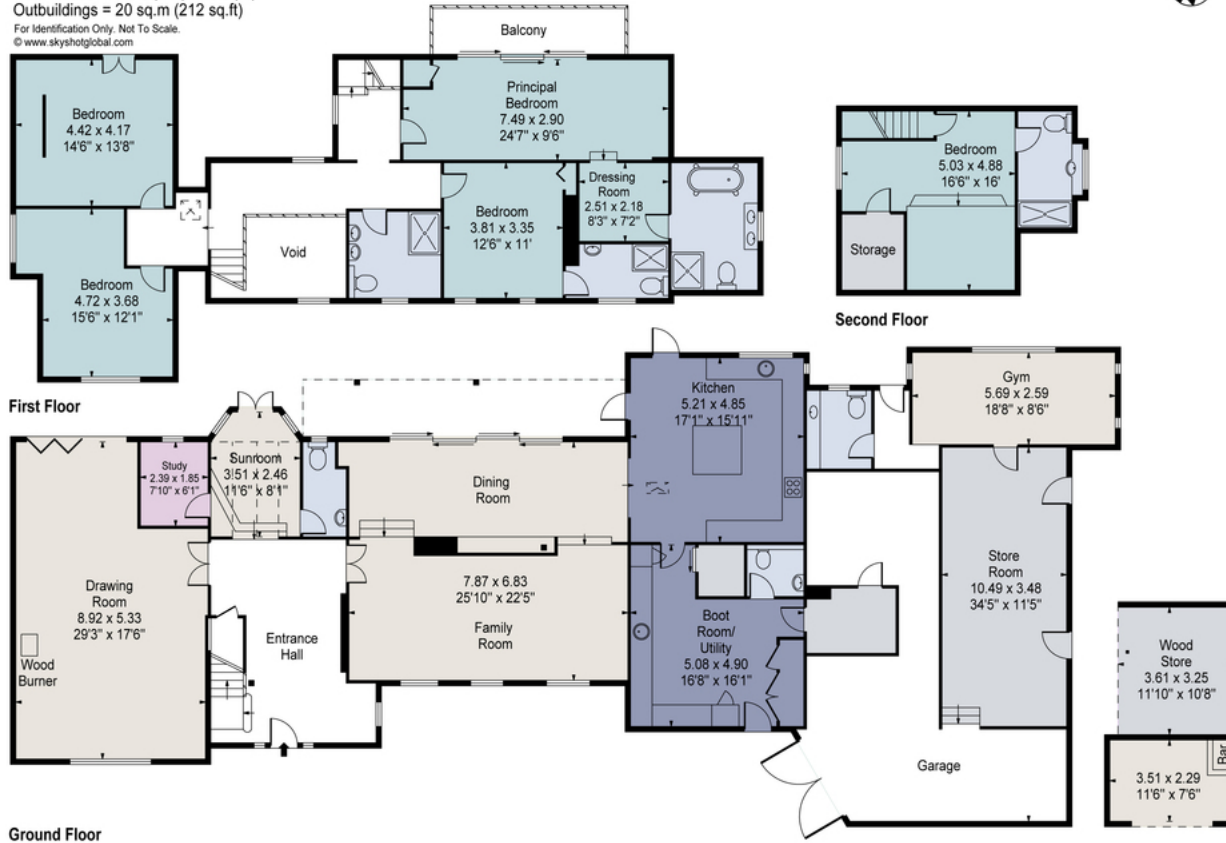 Outbuildings = 20 sq.m (212 sq.ft)
For Identification Only. Not To Scale.
© www.skyshotglobal.com
Balcony
Bedroom
4.42 x 4.17
14'6" x 13'8"
Principal
Bedroom
7.49 x 2.90
24'7" x 9'6"
Bedroom
3.81 x 3.35
12'6" x 11'
Dressing
Room
2.51 x 2.18
8'3" x 7'2"
Void
Bedroom
4.72 x 3.68
15'6" x 12'1"
First Floor
Bedroom
5.03 x 4.88
16'6" x 16'
Storage
Second Floor
Study
2.39 x 1.85
7'10" x 6'1"
Sunroom
3.51 x 2.46
11'6" x 8'1"
Dining
Room
Kitchen
5.21 x 4.85
17'1" x 15'11"
Gym
5.69 x 2.59
18'8" x 8'6"
Drawing
Room
8.92 x 5.33
29'3" x 17'6"
Wood
Burner
Entrance
Hall
7.87 x 6.83
25'10" x 22'5"
Family
Room
Boot
Room/
Utility
5.08 x 4.90
16'8" x 16'1"
Store
Room
10.49 x 3.48
34'5" x 11'5"
Garage
Wood
Store
3.61 x 3.25
11'10" x 10'8"
3.51 x 2.29
11'6" x 7'6"
Bar
Ground Floor